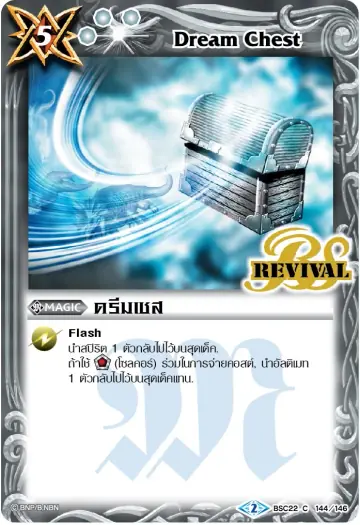 5
Dream Chest
BS
REVIVAL
MAGIC
ดรีมเชส
Flash
นำสปิริต 1 ตัวกลับไปไว้บนสุดเด็ค.
ถ้าใช้ (โซลคอร์) ร่วมในการจ่ายคอสต์, นำอัลติเมท
1 ตัวกลับไปไว้บนสุดเด็คแทน.
©BNP/B.NBN
2
BSC22 C 144/146